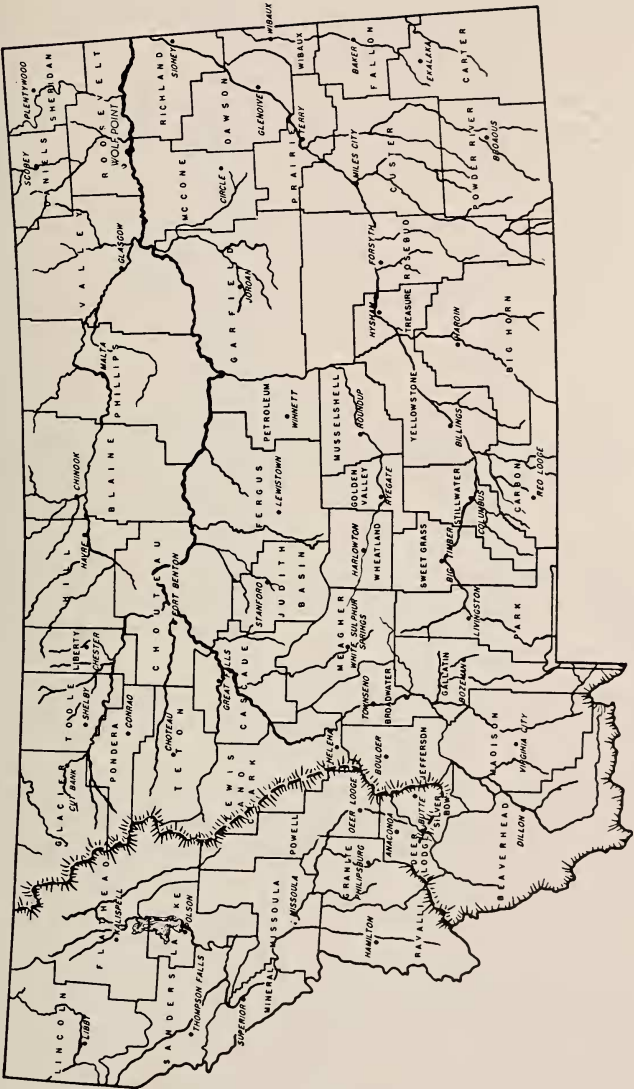 LINCOLN
LIBBY
FLATHEAD
KALISPELL
GLACIER
CUT BANK
TOOLE
SHELBY
LIBERTY
CHESTER
HILL
HAVRE
BLAINE
CHINOOK
PHILLIPS
MALTA
VALLEY
GLASGOW
DANIELS
SCOBEY
SHERIDAN
PLENTYWOOD
ROOSEVELT
WOLF POINT
SANDERS
THOMPSON FALLS
LAKE
POLSON
PONDERA
CONRAD
TETON
CHOTEAU
CHOUTEAU
FORT BENTON
RICHLAND
SIDNEY
MCCONE
CIRCLE
DAWSON
GLENDIVE
WIBAUX
WIBAUX
MINERAL
SUPERIOR
MISSOULA
MISSOULA
POWELL
LEWIS
AND
CLARK
HELENA
CASCADE
GREAT FALLS
JUDITH
BASIN
STANFORD
FERGUS
LEWISTOWN
PETROLEUM
WINNETT
GARFIELD
JORDAN
PRAIRIE
TERRY
GRANITE
PHILIPSBURG
DEER LODGE
RAVALLI
HAMILTON
DEER
LODGE
ANACONDA
SILVER
BOW
BUTTE
JEFFERSON
BOULDER
BROADWATER
TOWNSEND
MEAGHER
WHITE SULPHUR
SPRINGS
WHEATLAND
HARLOWTON
GOLDEN
VALLEY
RYEGATE
MUSSELSHELL
ROUNDUP
TREASURE
HYSHAM
ROSEBUD
FORSYTH
CUSTER
MILES CITY
FALLON
BAKER
BEAVERHEAD
DILLON
MADISON
VIRGINIA CITY
GALLATIN
BOZEMAN
PARK
LIVINGSTON
SWEET GRASS
BIG TIMBER
STILLWATER
COLUMBUS
CARBON
RED LODGE
YELLOWSTONE
BILLINGS
BIG HORN
HARDIN
POWDER RIVER
BROADUS
CARTER
EKALAKA